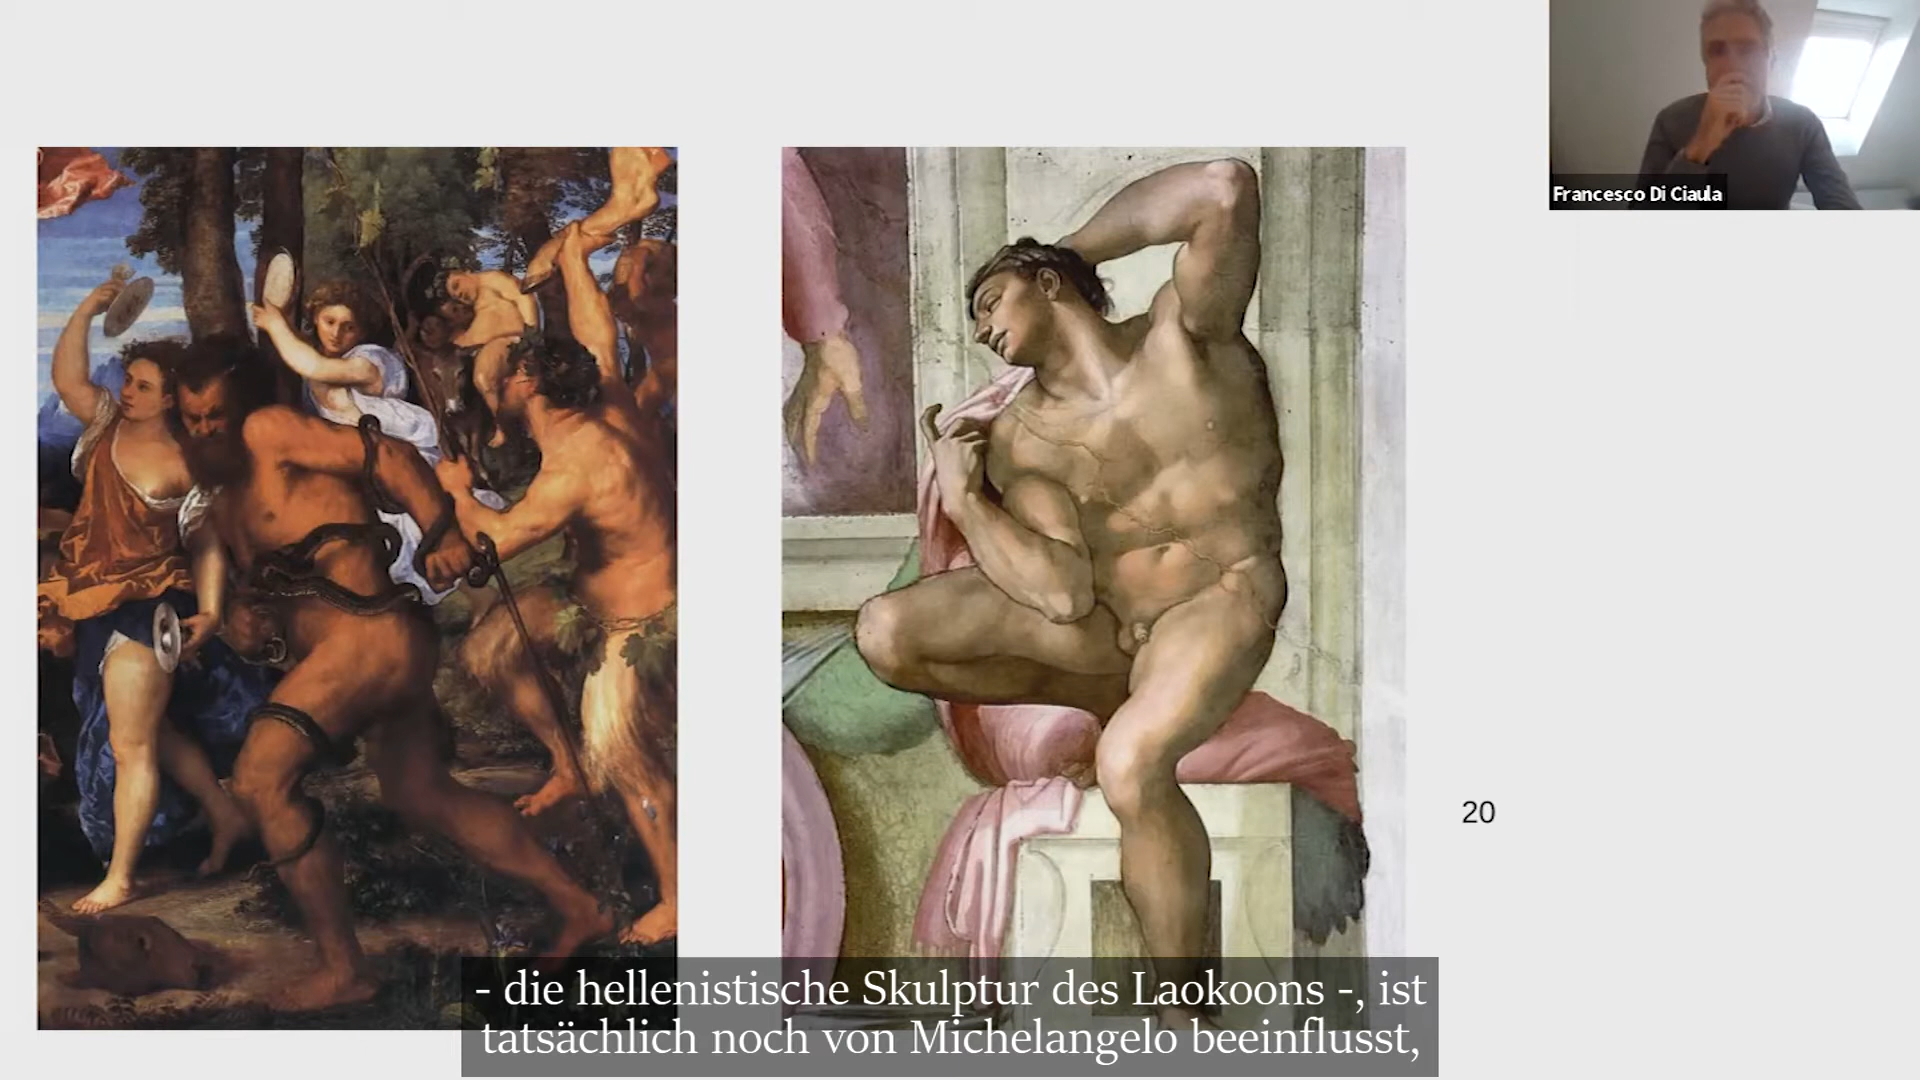 Francesco Di Ciaula
20
- die hellenistische Skulptur des Laokoons -, ist
tatsächlich noch von Michelangelo beeinflusst,